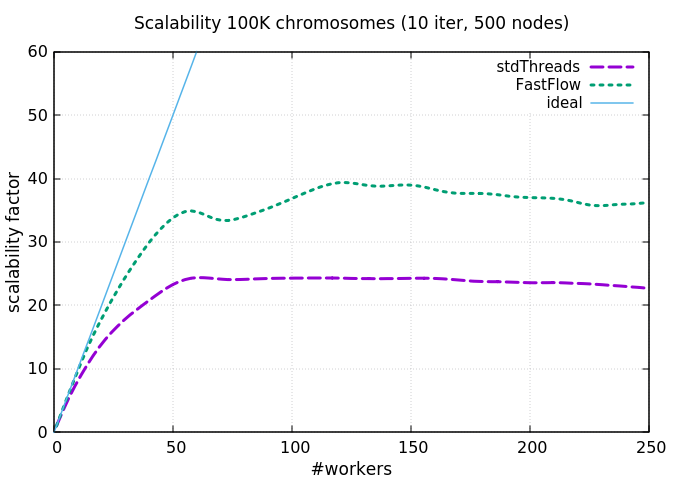 Scalability 100K chromosomes (10 iter, 500 nodes)
stdThreads
FastFlow
ideal
60
50
40
30
20
10
0
scalability factor
0 50 100 150 200 250
#workers